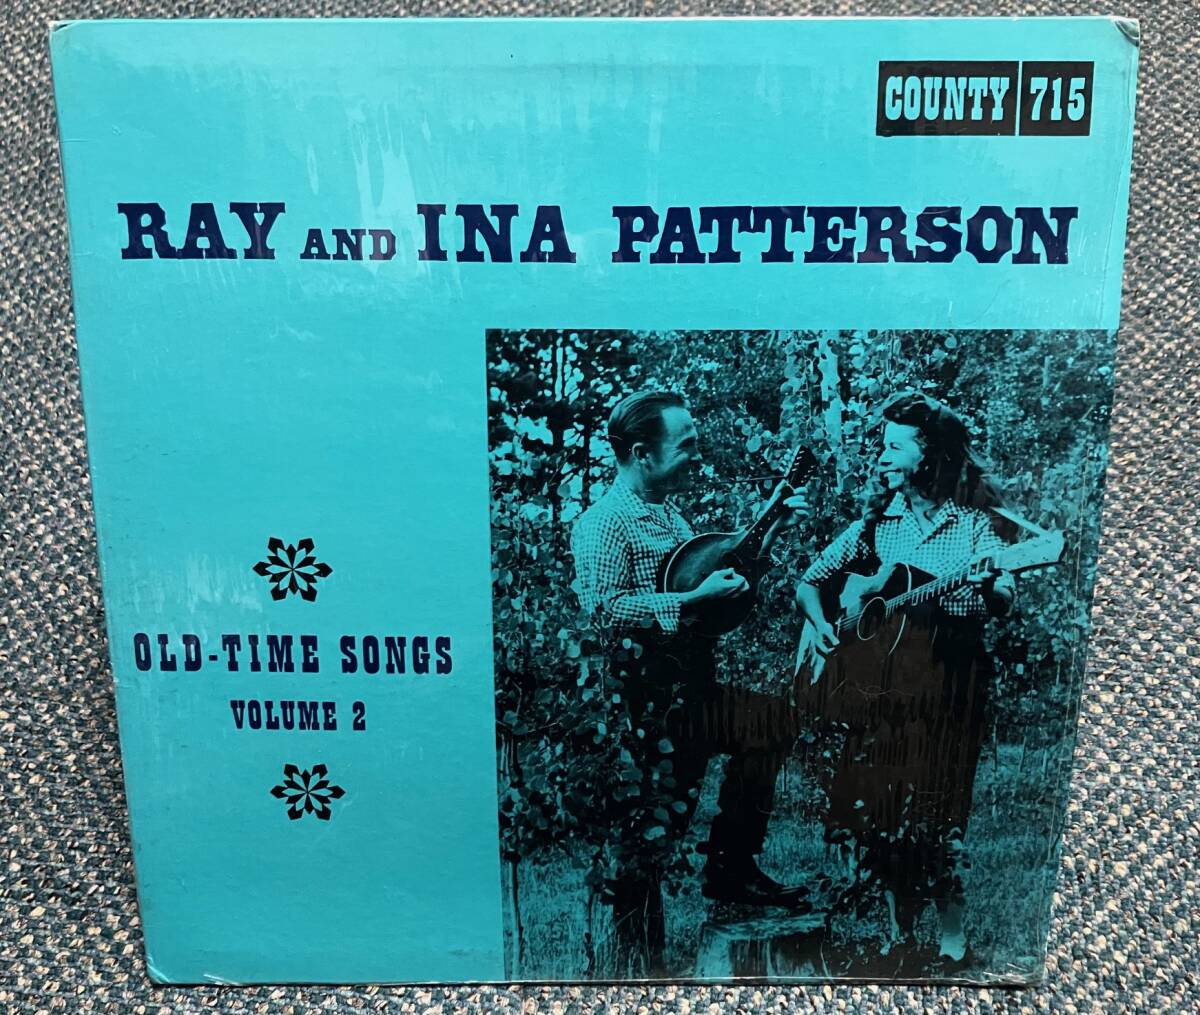 COUNTY 715
RAY AND INA PATTERSON
OLD-TIME SONGS
VOLUME 2